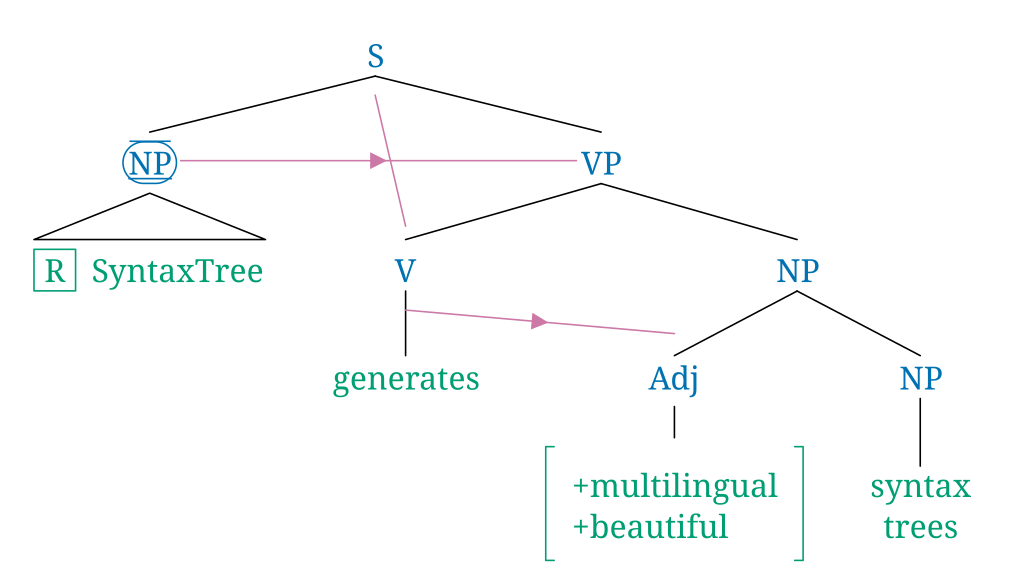 S
NP VP
R SyntaxTree V NP
generates Adj NP
+multilingual syntax
+beautiful trees